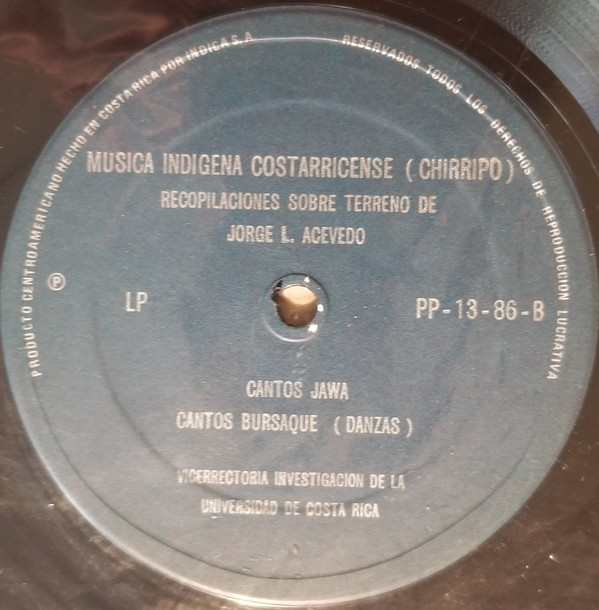 PRODUCTO CENTROAMERICANO HECHO EN COSTA RICA POR INDICA S.A
RESERVADOS TODOS LOS DERECHOS DE REPRODUCCION LUCRATIVA
MUSICA INDIGENA COSTARRICENSE ( CHIRRIPO )
RECOPILACIONES SOBRE TERRENO DE
JORGE L. ACEVEDO
℗
LP
PP-13-86-B
CANTOS JAWA
CANTOS BURSAQUE ( DANZAS )
VICERRECTORIA INVESTIGACION DE LA
UNIVERSIDAD DE COSTA RICA